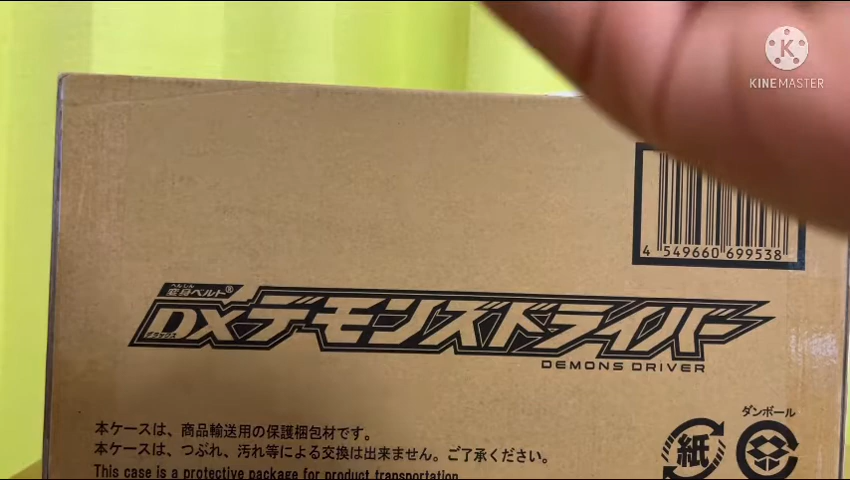 KINEMASTER
4 549660 699538
へんしん
変身ベルト®
DXデモンズドライバー
デラックス
DEMONS DRIVER
ダンボール
本ケースは、商品輸送用の保護梱包材です。
紙
本ケースは、つぶれ、汚れ等による交換は出来ません。ご了承ください。
This case is a protective package for product transportation.